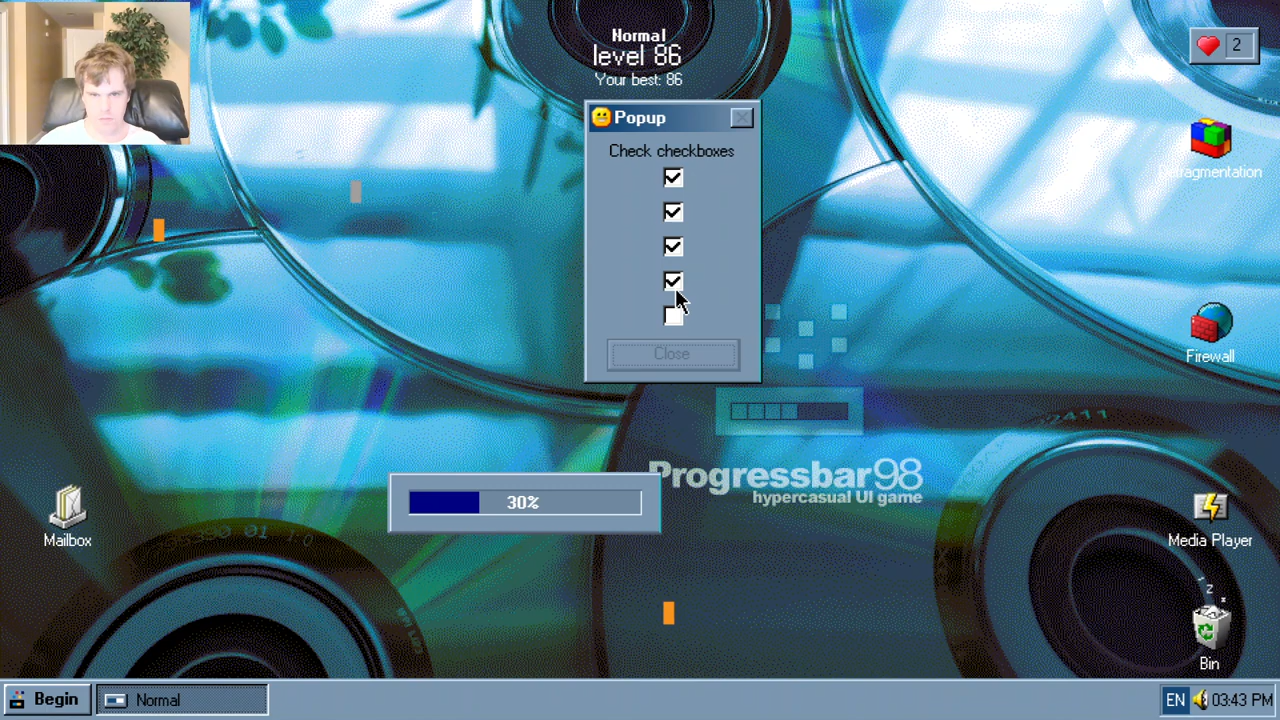 Normal
level 86
Your best: 86
2
Popup
Check checkboxes
Close
Defragmentation
Firewall
Progressbar98
hypercasual UI game
30%
Mailbox
Media Player
Bin
Begin
Normal
EN
03:43 PM